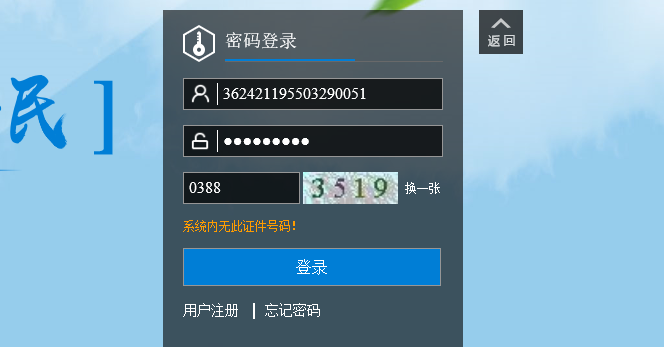 密码登录
返回
民]
362421195503290051
●●●●●●●●●
0388
3519
换一张
系统内无此证件号码!
登录
用户注册 | 忘记密码